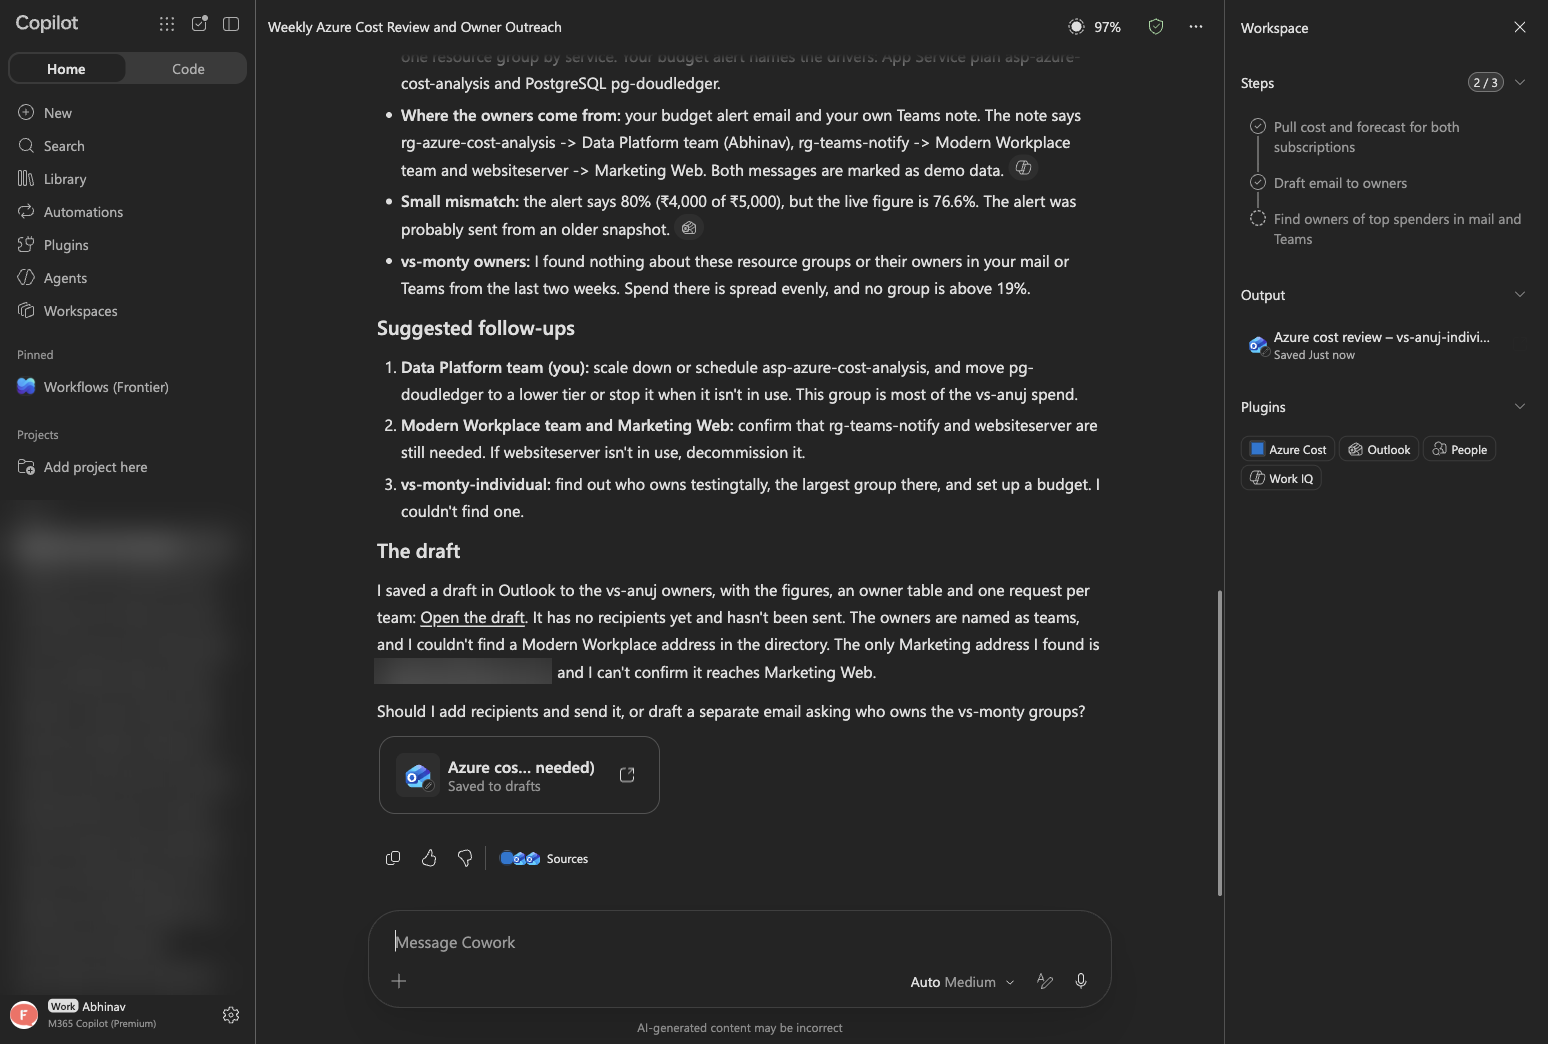 Copilot
Home
Code
New
Search
Library
Automations
Plugins
Agents
Workspaces
Pinned
Workflows (Frontier)
Projects
Add project here
F
Work Abhinav
M365 Copilot (Premium)
Weekly Azure Cost Review and Owner Outreach
97%
one resource group by service. Your budget alert names the drivers: App Service plan asp-azure-
cost-analysis and PostgreSQL pg-doudledger.
• Where the owners come from: your budget alert email and your own Teams note. The note says
rg-azure-cost-analysis -> Data Platform team (Abhinav), rg-teams-notify -> Modern Workplace
team and websiteserver -> Marketing Web. Both messages are marked as demo data.
• Small mismatch: the alert says 80% (₹4,000 of ₹5,000), but the live figure is 76.6%. The alert was
probably sent from an older snapshot.
• vs-monty owners: I found nothing about these resource groups or their owners in your mail or
Teams from the last two weeks. Spend there is spread evenly, and no group is above 19%.
Suggested follow-ups
1. Data Platform team (you): scale down or schedule asp-azure-cost-analysis, and move pg-
doudledger to a lower tier or stop it when it isn't in use. This group is most of the vs-anuj spend.
2. Modern Workplace team and Marketing Web: confirm that rg-teams-notify and websiteserver are
still needed. If websiteserver isn't in use, decommission it.
3. vs-monty-individual: find out who owns testingtally, the largest group there, and set up a budget. I
couldn't find one.
The draft
I saved a draft in Outlook to the vs-anuj owners, with the figures, an owner table and one request per
team: Open the draft. It has no recipients yet and hasn't been sent. The owners are named as teams,
and I couldn't find a Modern Workplace address in the directory. The only Marketing address I found is
and I can't confirm it reaches Marketing Web.
Should I add recipients and send it, or draft a separate email asking who owns the vs-monty groups?
Azure cos... needed)
Saved to drafts
Sources
Message Cowork
Auto Medium
AI-generated content may be incorrect
Workspace
Steps
2 / 3
Pull cost and forecast for both
subscriptions
Draft email to owners
Find owners of top spenders in mail and
Teams
Output
Azure cost review – vs-anuj-indivi...
Saved Just now
Plugins
Azure Cost
Outlook
People
Work IQ